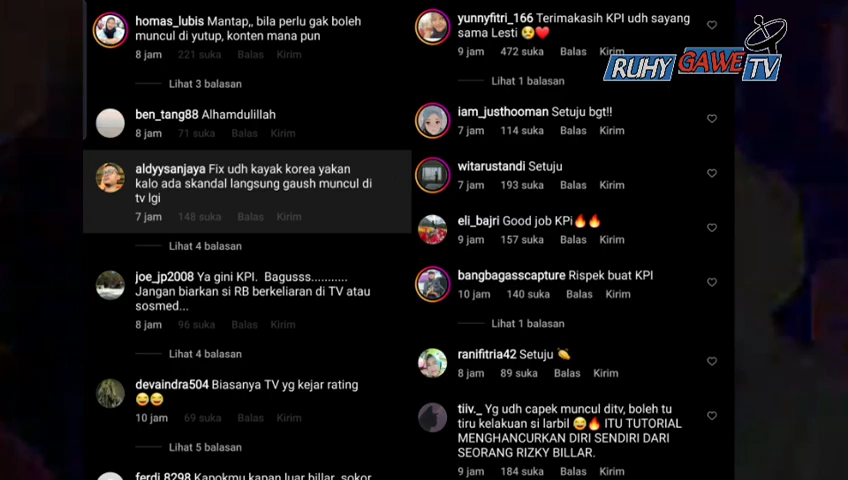 homas_lubis Mantap,, bila perlu gak boleh
muncul di yutup, konten mana pun
8 jam 221 suka Balas Kirim
Lihat 3 balasan
ben_tang88 Alhamdulillah
8 jam 71 suka Balas Kirim
aldyysanjaya Fix udh kayak korea yakan
kalo ada skandal langsung gaush muncul di
tv lgi
7 jam 148 suka Balas Kirim
Lihat 4 balasan
joe_jp2008 Ya gini KPI. Bagusss...........
Jangan biarkan si RB berkeliaran di TV atau
sosmed...
8 jam 96 suka Balas Kirim
Lihat 4 balasan
devaindra504 Biasanya TV yg kejar rating
😂😂
10 jam 69 suka Balas Kirim
Lihat 5 balasan
ferdi_8298 Kapokmu kapan luar billar, sokor
yunnyfitri_166 Terimakasih KPI udh sayang
sama Lesti 😢❤️
9 jam 472 suka Balas Kirim
Lihat 1 balasan
RUHY GAWE TV
iam_justhooman Setuju bgt!!
7 jam 114 suka Balas Kirim
witarustandi Setuju
7 jam 193 suka Balas Kirim
eli_bajri Good job KPi🔥🔥
9 jam 157 suka Balas Kirim
bangbagasscapture Rispek buat KPI
10 jam 140 suka Balas Kirim
Lihat 1 balasan
ranifitria42 Setuju 👏
8 jam 89 suka Balas Kirim
tiiv._ Yg udh capek muncul ditv, boleh tu
tiru kelakuan si larbil 😂🔥 ITU TUTORIAL
MENGHANCURKAN DIRI SENDIRI DARI
SEORANG RIZKY BILLAR.
9 jam 184 suka Balas Kirim